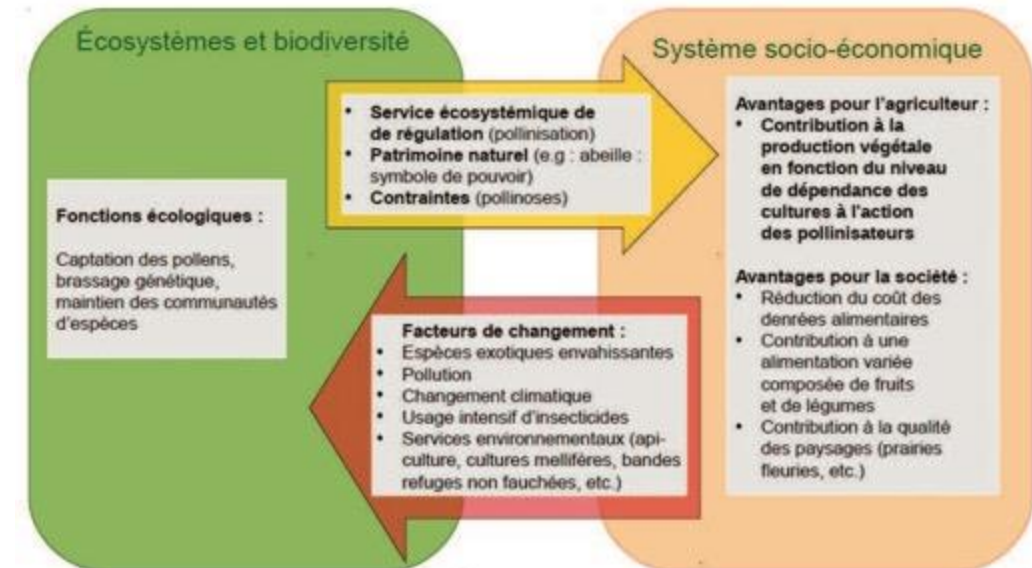 Écosystèmes et biodiversité
Fonctions écologiques :
Captation des pollens,
brassage génétique,
maintien des communautés
d'espèces
• Service écosystémique de
de régulation (pollinisation)
• Patrimoine naturel (e.g : abeille :
symbole de pouvoir)
• Contraintes (pollinoses)
Facteurs de changement :
• Espèces exotiques envahissantes
• Pollution
• Changement climatique
• Usage intensif d'insecticides
• Services environnementaux (api-
culture, cultures mellifères, bandes
refuges non fauchées, etc.)
Système socio-économique
Avantages pour l'agriculteur :
• Contribution à la
production végétale
en fonction du niveau
de dépendance des
cultures à l'action
des pollinisateurs
Avantages pour la société :
• Réduction du coût des
denrées alimentaires
• Contribution à une
alimentation variée
composée de fruits
et de légumes
• Contribution à la qualité
des paysages (prairies
fleuries, etc.)